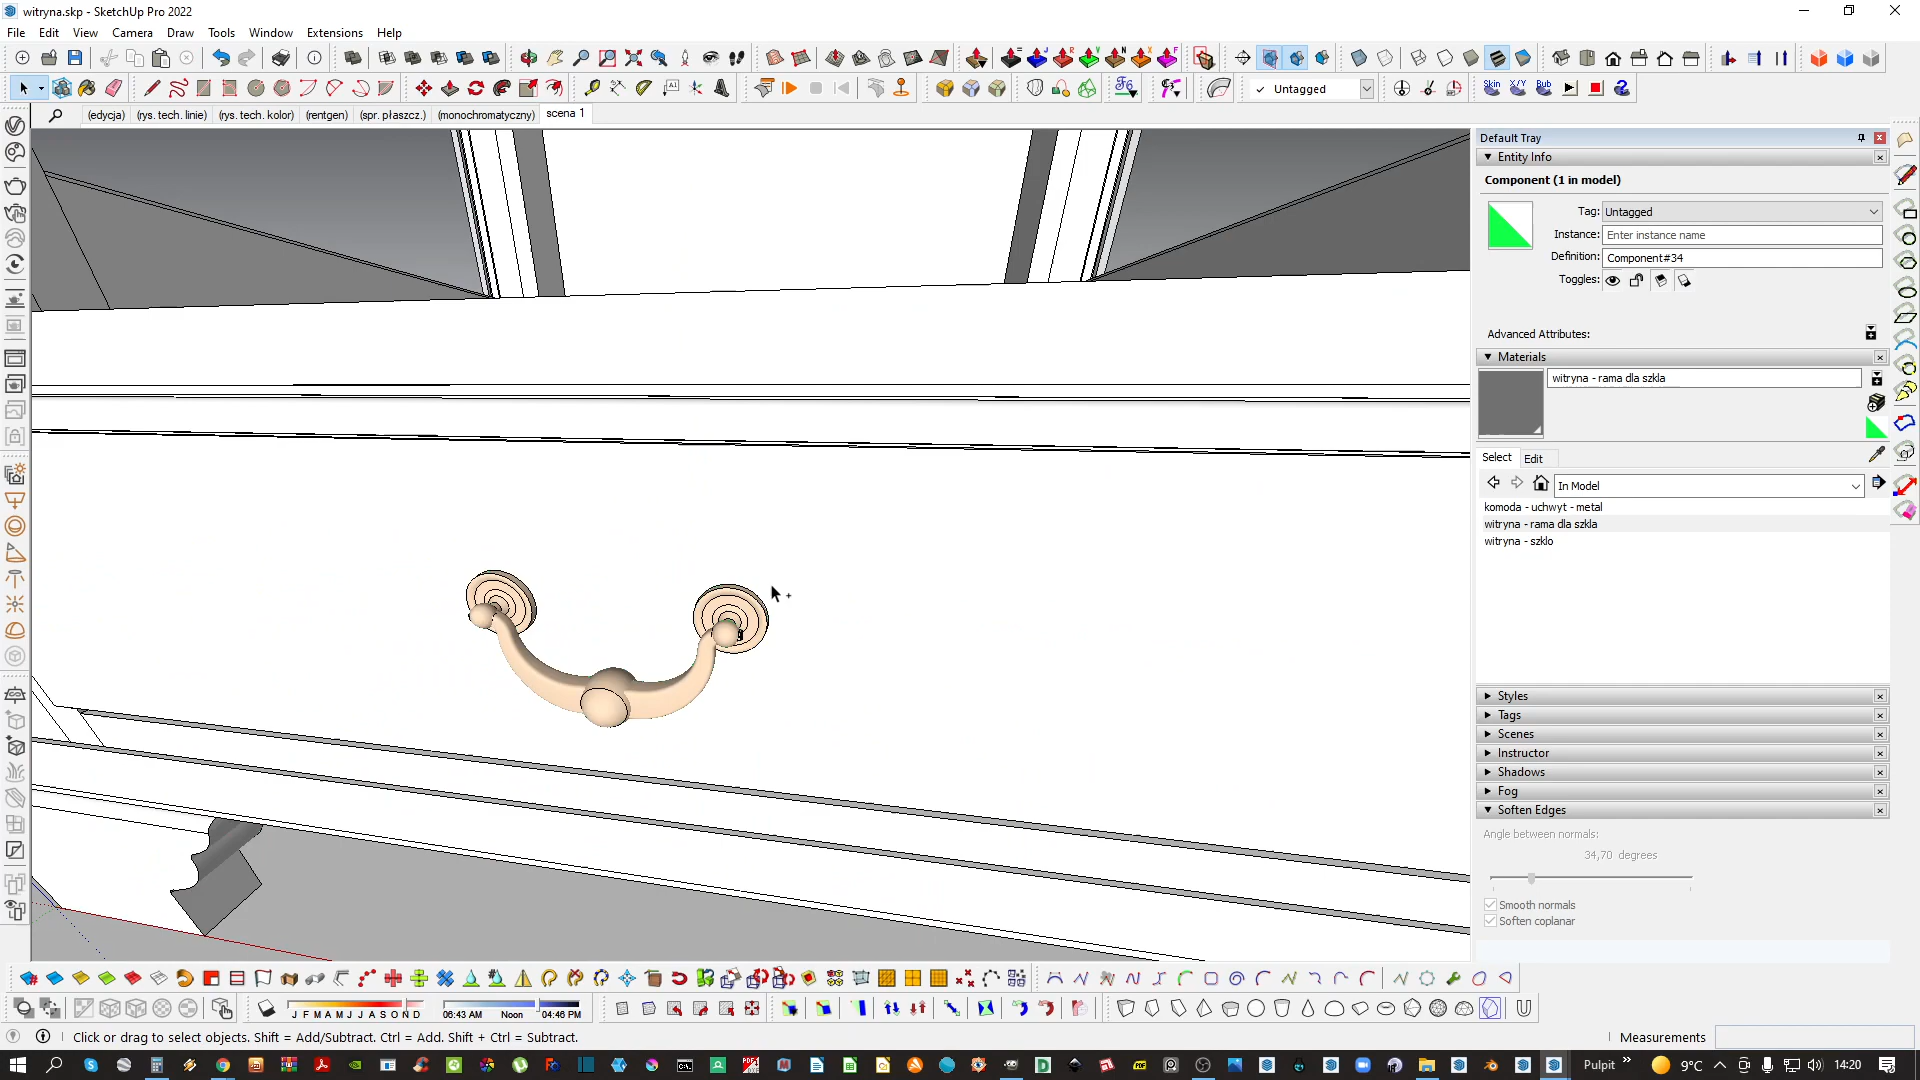 witryna.skp - SketchUp Pro 2022
File Edit View Camera Draw Tools Window Extensions Help
Untagged
Skin X/Y Bub
(edycja) (rys. tech. linie) (rys. tech. kolor) (rentgen) (spr. płaszcz.) (monochromatyczny) scena 1
Default Tray
Entity Info
Component (1 in model)
Tag: Untagged
Instance: Enter instance name
Definition: Component#34
Toggles:
Advanced Attributes:
Materials
witryna - rama dla szkla
Select Edit
In Model
komoda - uchwyt - metal
witryna - rama dla szkla
witryna - szklo
Styles
Tags
Scenes
Instructor
Shadows
Fog
Soften Edges
Angle between normals:
34,70 degrees
Smooth normals
Soften coplanar
J F M A M J J A S O N D 06:43 AM Noon 04:46 PM
Click or drag to select objects. Shift = Add/Subtract. Ctrl = Add. Shift + Ctrl = Subtract.
Measurements
Pulpit
9°C
14:20